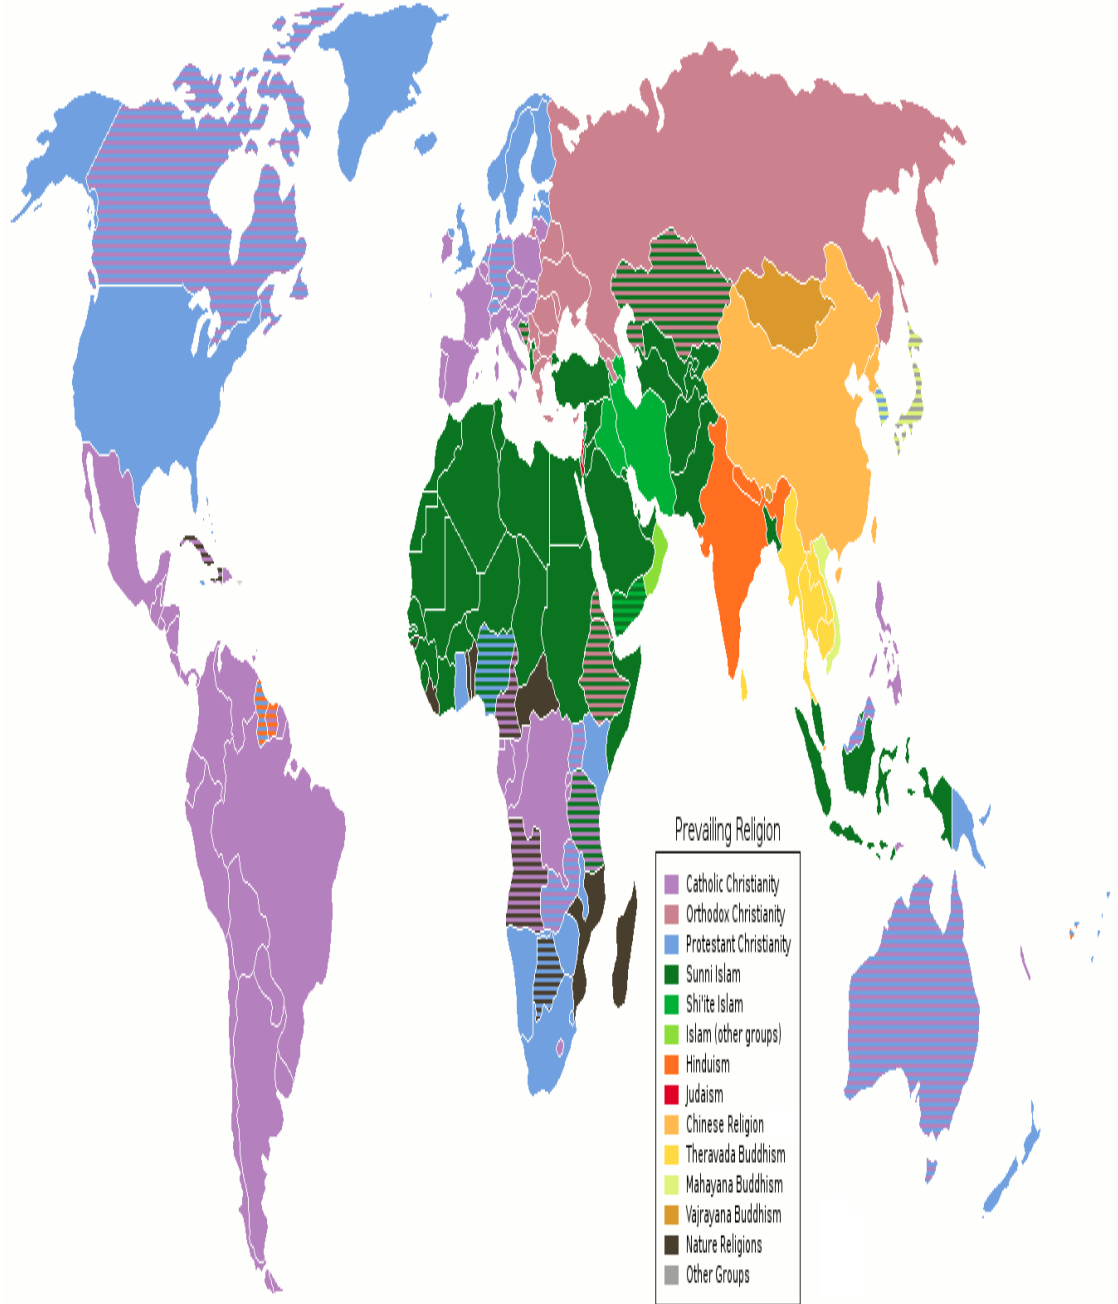 Prevailing Religion
Catholic Christianity
Orthodox Christianity
Protestant Christianity
Sunni Islam
Shi'ite Islam
Islam (other groups)
Hinduism
Judaism
Chinese Religion
Theravada Buddhism
Mahayana Buddhism
Vajrayana Buddhism
Nature Religions
Other Groups